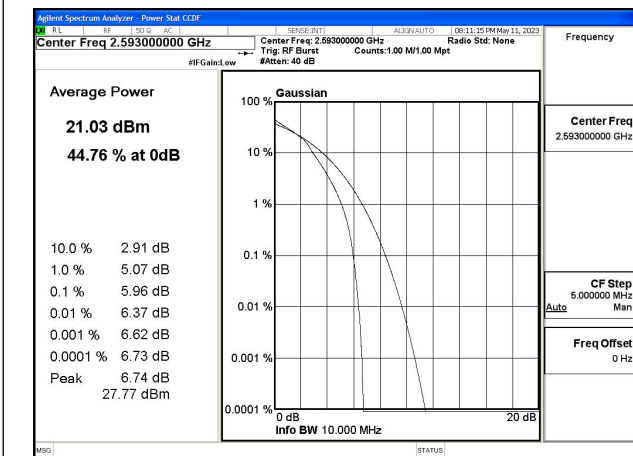 Agilent Spectrum Analyzer - Power Stat CCDF
RL RF 50 Ω AC SENSE:INT ALIGNAUTO 08:11:15 PM May 11, 2023
Center Freq 2.593000000 GHz
Center Freq: 2.593000000 GHz Radio Std: None
Trig: RF Burst Counts:1.00 M/1.00 Mpt
#IFGain:Low #Atten: 40 dB
Frequency
Average Power
21.03 dBm
44.76 % at 0dB
10.0 % 2.91 dB
1.0 % 5.07 dB
0.1 % 5.96 dB
0.01 % 6.37 dB
0.001 % 6.62 dB
0.0001 % 6.73 dB
Peak 6.74 dB
27.77 dBm
Gaussian
100 %
10 %
1 %
0.1 %
0.01 %
0.001 %
0.0001 %
0 dB 20 dB
Info BW 10.000 MHz
Center Freq
2.593000000 GHz
CF Step
5.000000 MHz
Auto Man
Freq Offset
0 Hz
MSG STATUS